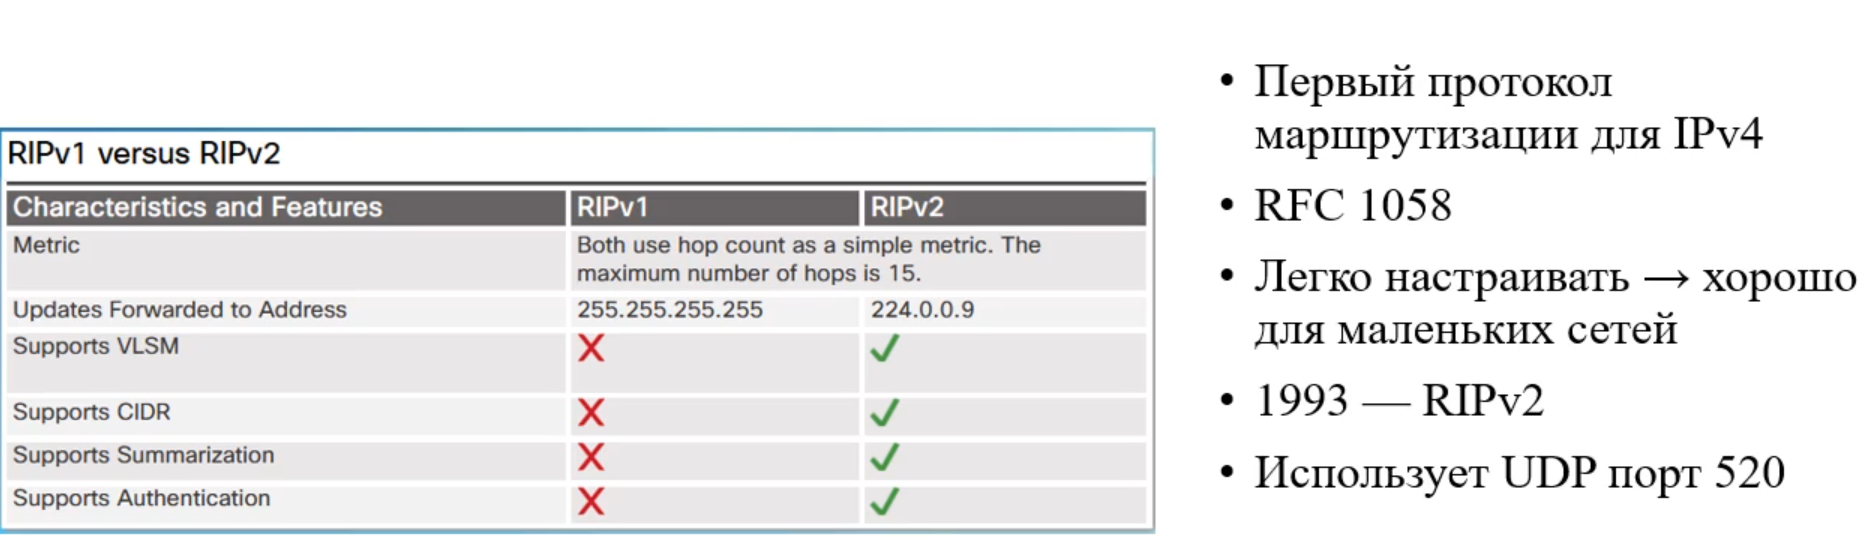 RIPv1 versus RIPv2
Characteristics and Features RIPv1 RIPv2
Metric Both use hop count as a simple metric. The
maximum number of hops is 15.
Updates Forwarded to Address 255.255.255.255 224.0.0.9
Supports VLSM
Supports CIDR
Supports Summarization
Supports Authentication
• Первый протокол
маршрутизации для IPv4
• RFC 1058
• Легко настраивать → хорошо
для маленьких сетей
• 1993 — RIPv2
• Использует UDP порт 520